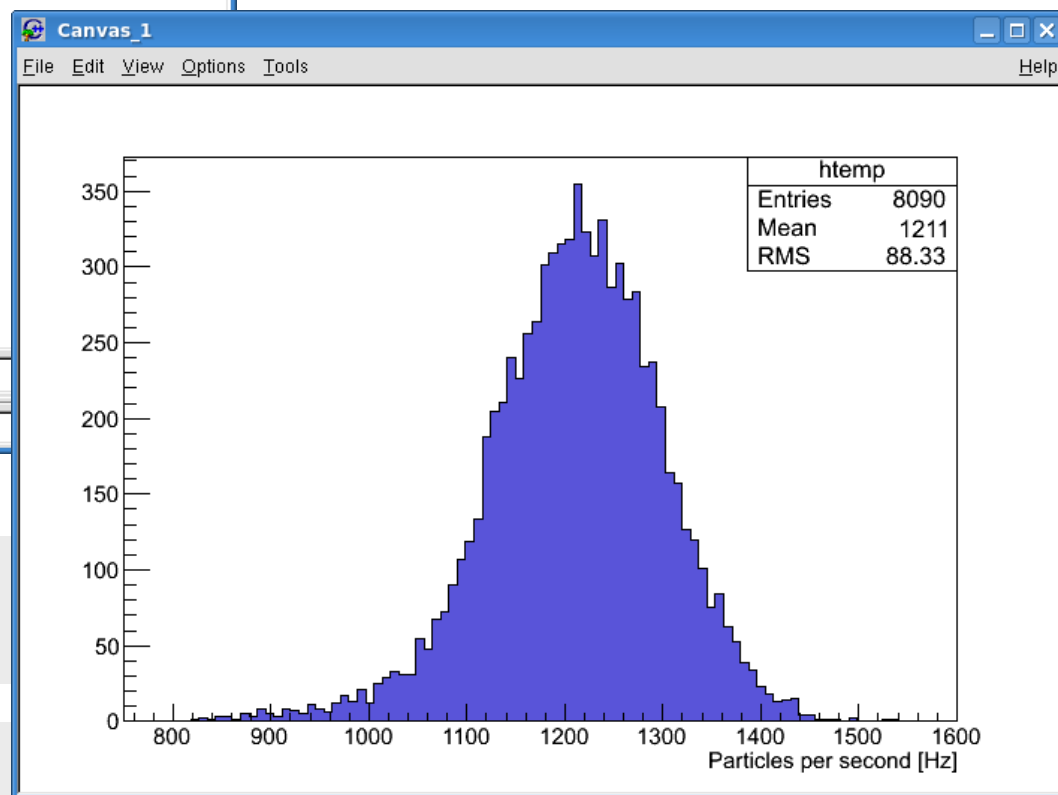 Canvas_1
File Edit View Options Tools Help
htemp
Entries 8090
Mean 1211
RMS 88.33
350
300
250
200
150
100
50
0
800 900 1000 1100 1200 1300 1400 1500 1600
Particles per second [Hz]